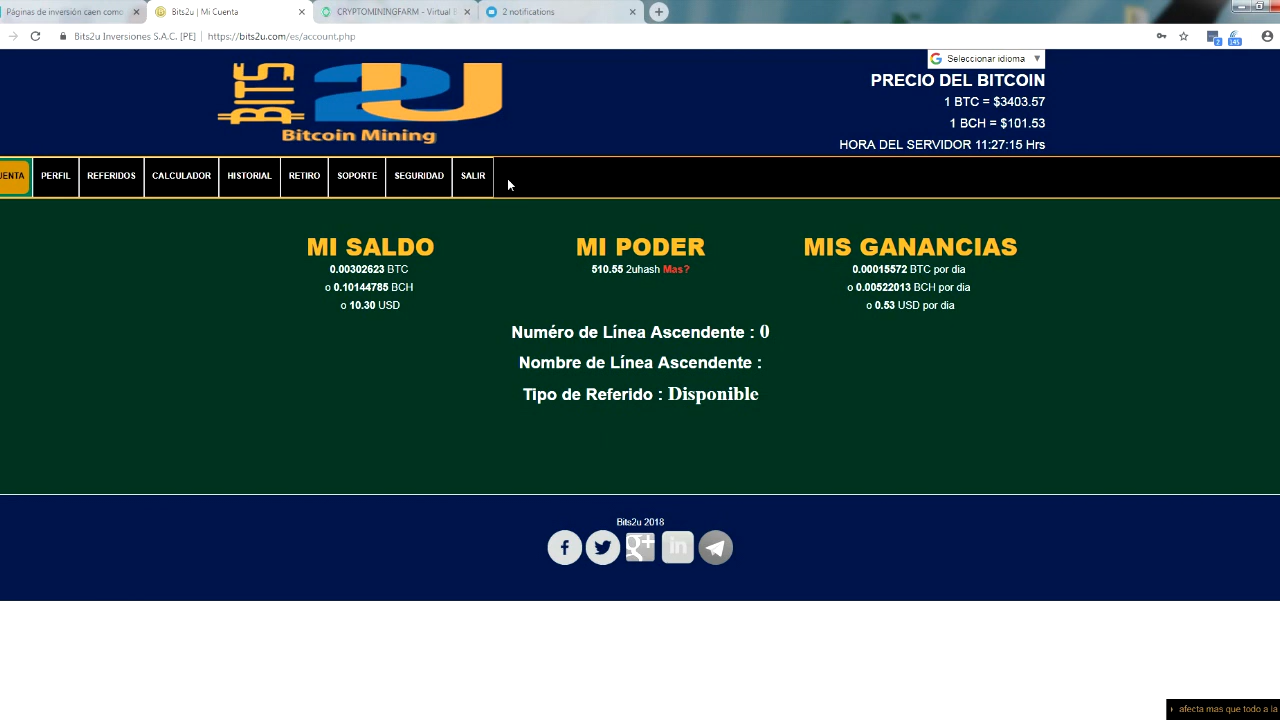 Páginas de inversión caen como
Bits2u | Mi Cuenta
CRYPTOMININGFARM - Virtual
2 notifications
Bits2u Inversiones S.A.C. [PE] | https://bits2u.com/es/account.php
Seleccionar idioma
BITS 2U
Bitcoin Mining
PRECIO DEL BITCOIN
1 BTC = $3403.57
1 BCH = $101.53
HORA DEL SERVIDOR 11:27:15 Hrs
UENTA PERFIL REFERIDOS CALCULADOR HISTORIAL RETIRO SOPORTE SEGURIDAD SALIR
MI SALDO
0.00302623 BTC
o 0.10144785 BCH
o 10.30 USD
MI PODER
510.55 2uhash Mas?
MIS GANANCIAS
0.00015572 BTC por dia
o 0.00522013 BCH por dia
o 0.53 USD por dia
Numéro de Línea Ascendente : 0
Nombre de Línea Ascendente :
Tipo de Referido : Disponible
Bits2u 2018
f g+ in
afecta mas que todo a la